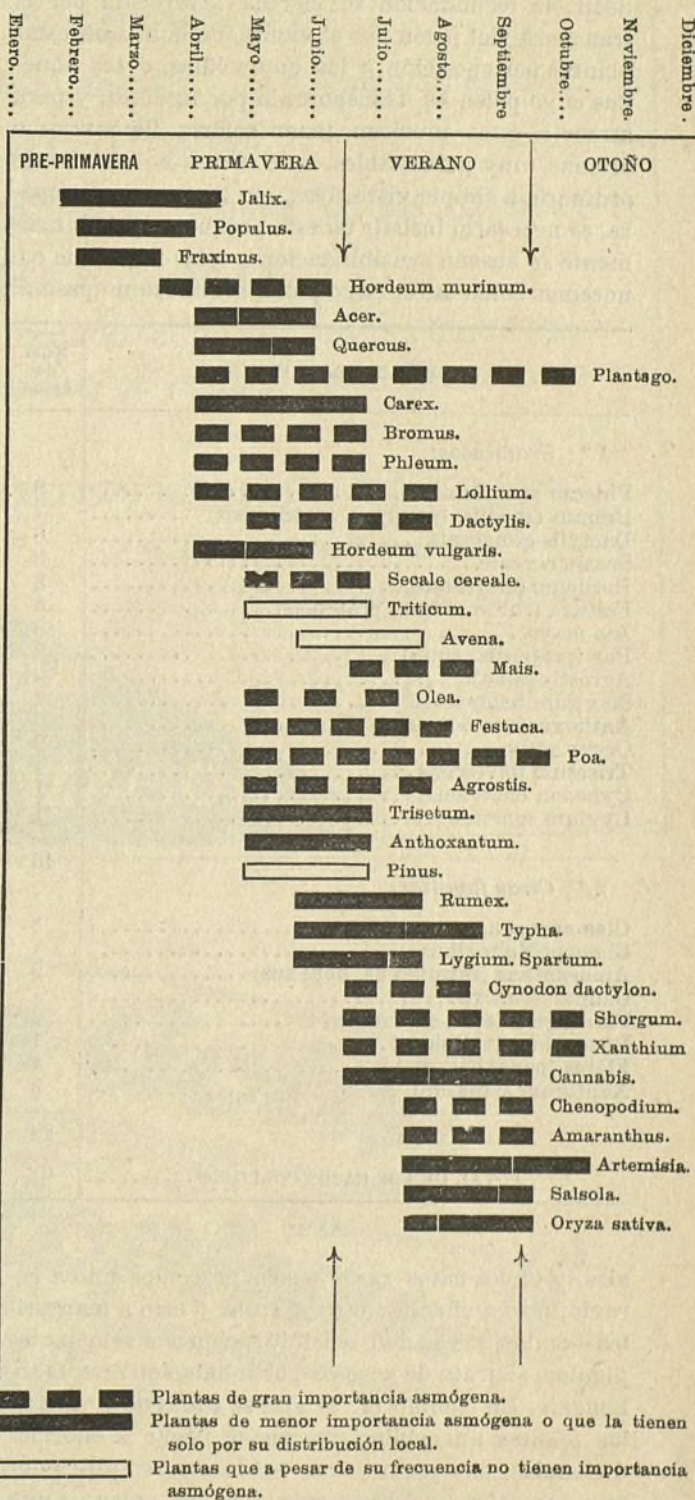 Enero......
Febrero....
Marzo......
Abril......
Mayo.......
Junio......
Julio......
Agosto.....
Septiembre
Octubre....
Noviembre.
Diciembre.
PRE-PRIMAVERA PRIMAVERA VERANO OTOÑO
Jalix.
Populus.
Fraxinus.
Hordeum murinum.
Acer.
Quercus.
Plantago.
Carex.
Bromus.
Phleum.
Lollium.
Dactylis.
Hordeum vulgaris.
Secale cereale.
Triticum.
Avena.
Mais.
Olea.
Festuca.
Poa.
Agrostis.
Trisetum.
Anthoxantum.
Pinus.
Rumex.
Typha.
Lygium. Spartum.
Cynodon dactylon.
Shorgum.
Xanthium
Cannabis.
Chenopodium.
Amaranthus.
Artemisia.
Salsola.
Oryza sativa.
Plantas de gran importancia asmógena.
Plantas de menor importancia asmógena o que la tienen
solo por su distribución local.
Plantas que a pesar de su frecuencia no tienen importancia
asmógena.